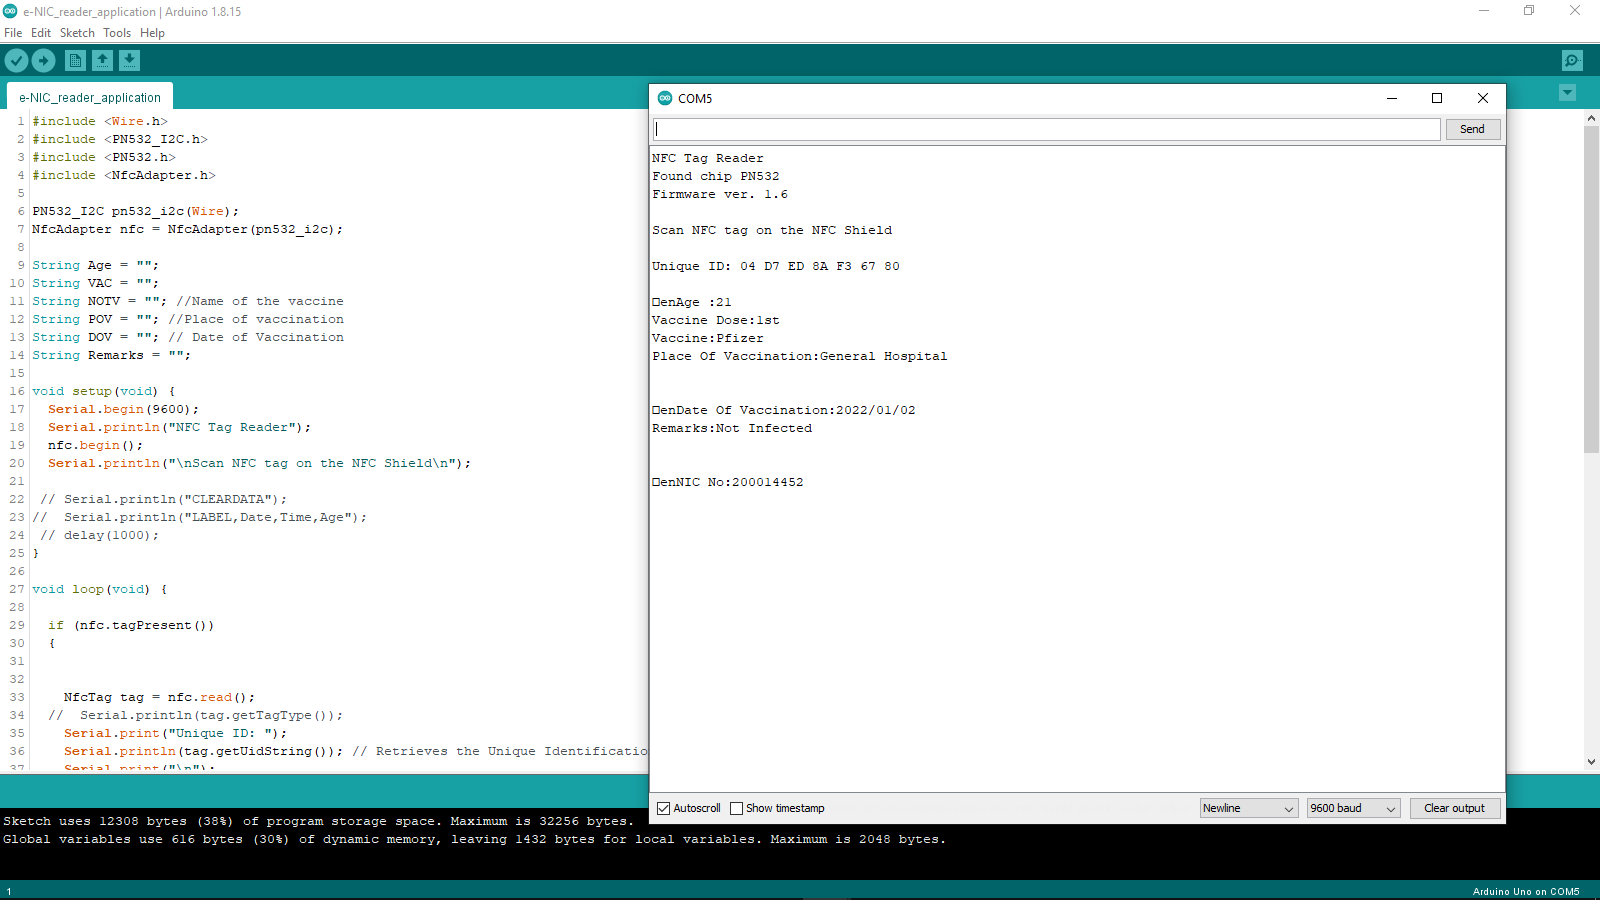 e-NIC_reader_application | Arduino 1.8.15
File Edit Sketch Tools Help
e-NIC_reader_application
1 #include <Wire.h>
2 #include <PN532_I2C.h>
3 #include <PN532.h>
4 #include <NfcAdapter.h>
5
6 PN532_I2C pn532_i2c(Wire);
7 NfcAdapter nfc = NfcAdapter(pn532_i2c);
8
9 String Age = "";
10 String VAC = "";
11 String NOTV = ""; //Name of the vaccine
12 String POV = ""; //Place of vaccination
13 String DOV = ""; // Date of Vaccination
14 String Remarks = "";
15
16 void setup(void) {
17 Serial.begin(9600);
18 Serial.println("NFC Tag Reader");
19 nfc.begin();
20 Serial.println("\nScan NFC tag on the NFC Shield\n");
21
22 // Serial.println("CLEARDATA");
23 // Serial.println("LABEL,Date,Time,Age");
24 // delay(1000);
25 }
26
27 void loop(void) {
28
29 if (nfc.tagPresent())
30 {
31
32
33 NfcTag tag = nfc.read();
34 // Serial.println(tag.getTagType());
35 Serial.print("Unique ID: ");
36 Serial.println(tag.getUidString()); // Retrieves the Unique Identificatio
37 Serial.print("\n");
COM5
Send
NFC Tag Reader
Found chip PN532
Firmware ver. 1.6
Scan NFC tag on the NFC Shield
Unique ID: 04 D7 ED 8A F3 67 80
□enAge :21
Vaccine Dose:1st
Vaccine:Pfizer
Place Of Vaccination:General Hospital
□enDate Of Vaccination:2022/01/02
Remarks:Not Infected
□enNIC No:200014452
Autoscroll Show timestamp Newline 9600 baud Clear output
Sketch uses 12308 bytes (38%) of program storage space. Maximum is 32256 bytes.
Global variables use 616 bytes (30%) of dynamic memory, leaving 1432 bytes for local variables. Maximum is 2048 bytes.
1 Arduino Uno on COM5